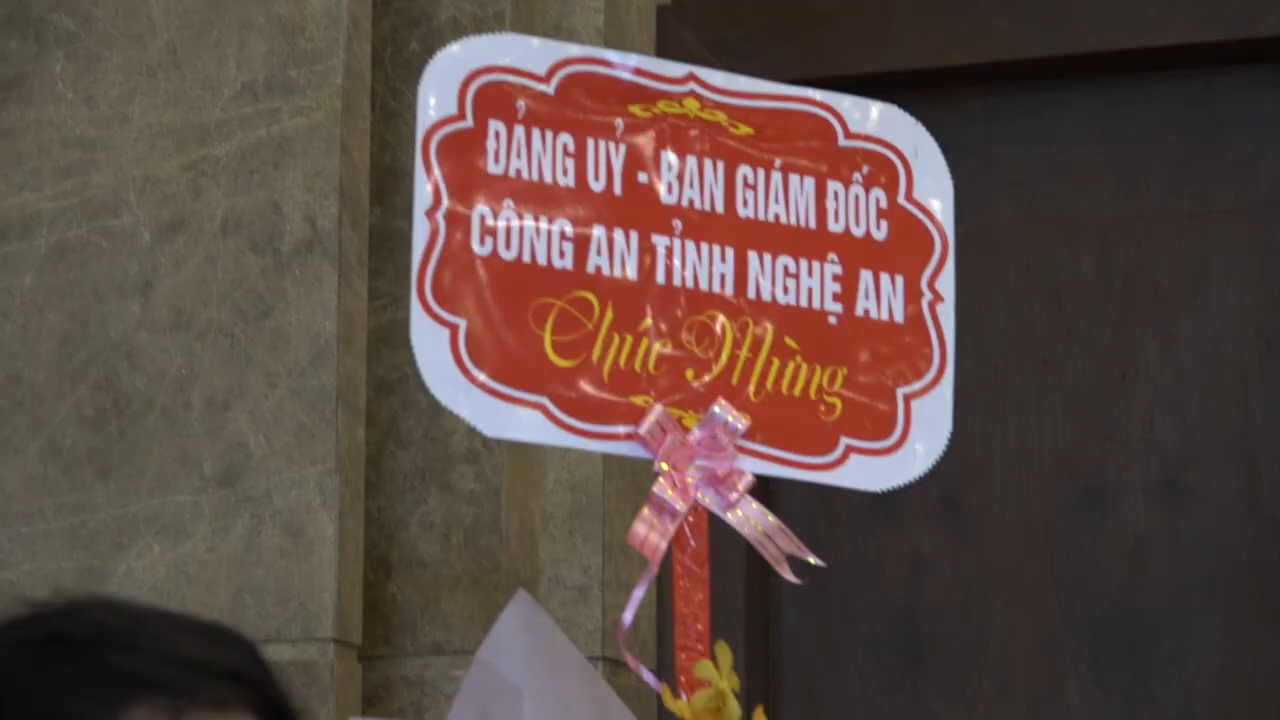 ĐẢNG UỶ - BAN GIÁM ĐỐC
CÔNG AN TỈNH NGHỆ AN
Chúc Mừng